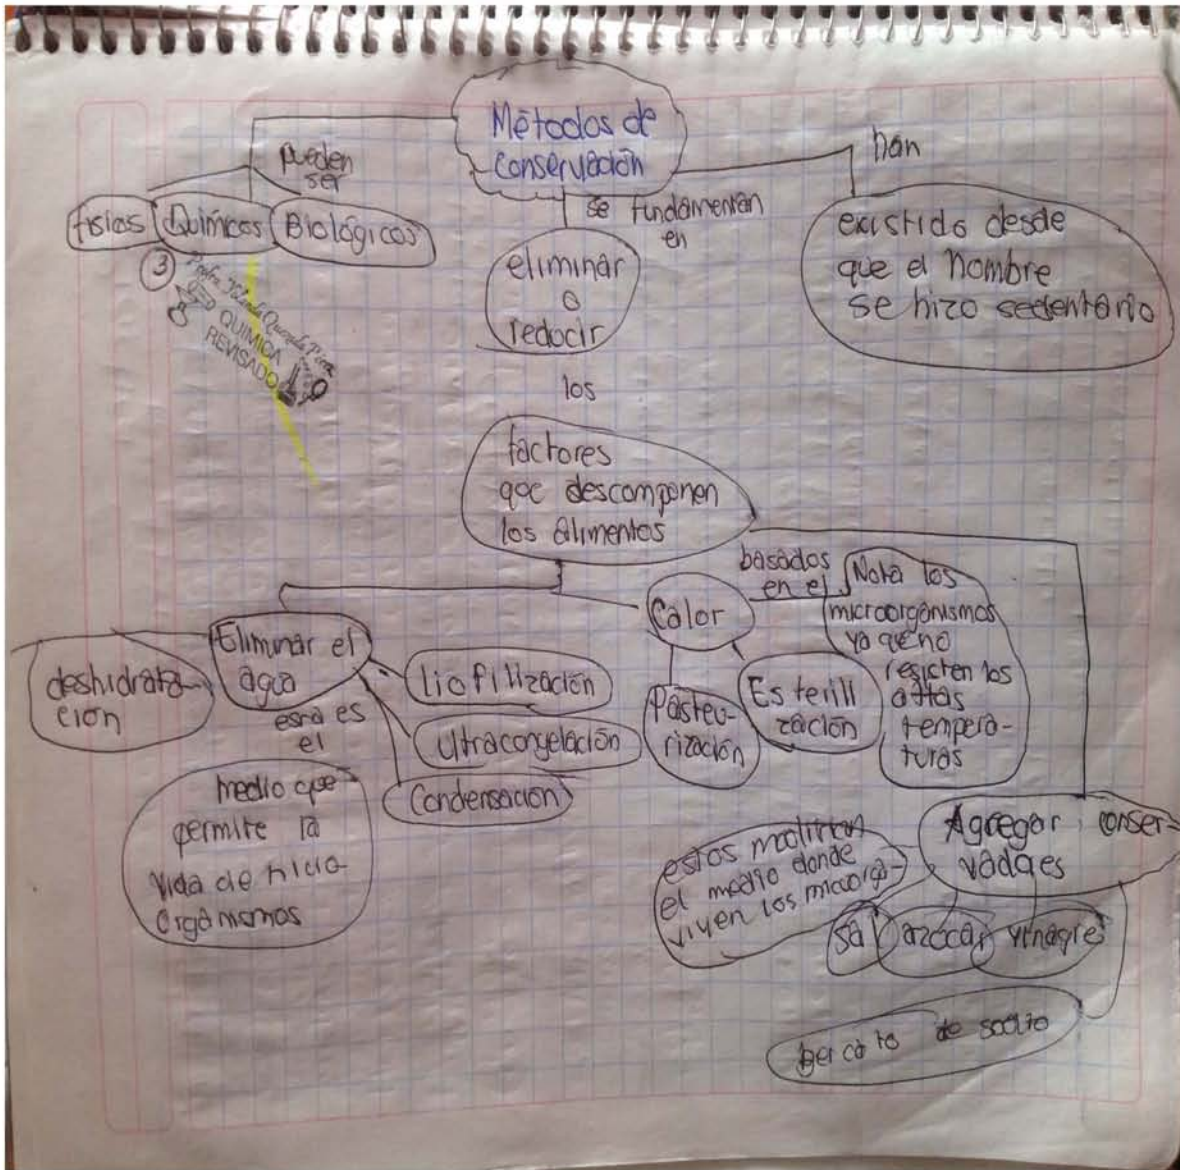 Métodos de
conservación
pueden
ser
físicos Químicos Biológicos
se fundamentan
en
han
existido desde
que el hombre
se hizo sedentario
eliminar
o
reducir
3
QUIMICA
REVISADO
los
factores
que descomponen
los alimentos
Eliminar el
agua
deshidrata-
ción
esta es
el
medio que
permite la
vida de micro-
organismos
liofilización
Ultracongelación
Condensación
Calor
basados
en el
Mata los
microorganismos
ya que no
resisten las
altas
tempera-
turas
Pasteu-
rización
Esterili
zación
Agregar conser-
vadores
estos modifican
el medio donde
viven los microorga-
sal azúcar vinagre
de sodio